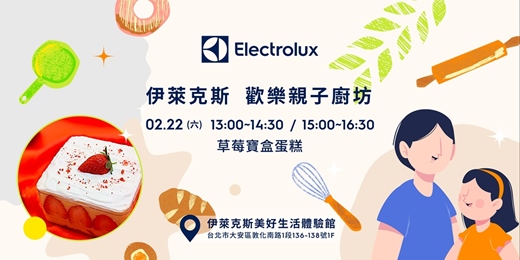 Electrolux
伊萊克斯 歡樂親子廚坊
02.22 (六) 13:00~14:30 / 15:00~16:30
草莓寶盒蛋糕
伊萊克斯美好生活體驗館
台北市大安區敦化南路1段136-138號1F